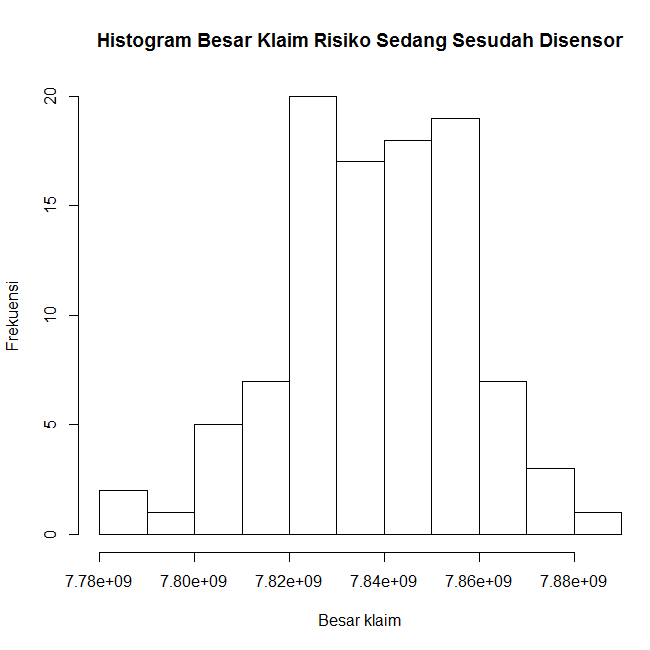 Histogram Besar Klaim Risiko Sedang Sesudah Disensor
Frekuensi
20
15
10
5
0
7.78e+09 7.80e+09 7.82e+09 7.84e+09 7.86e+09 7.88e+09
Besar klaim